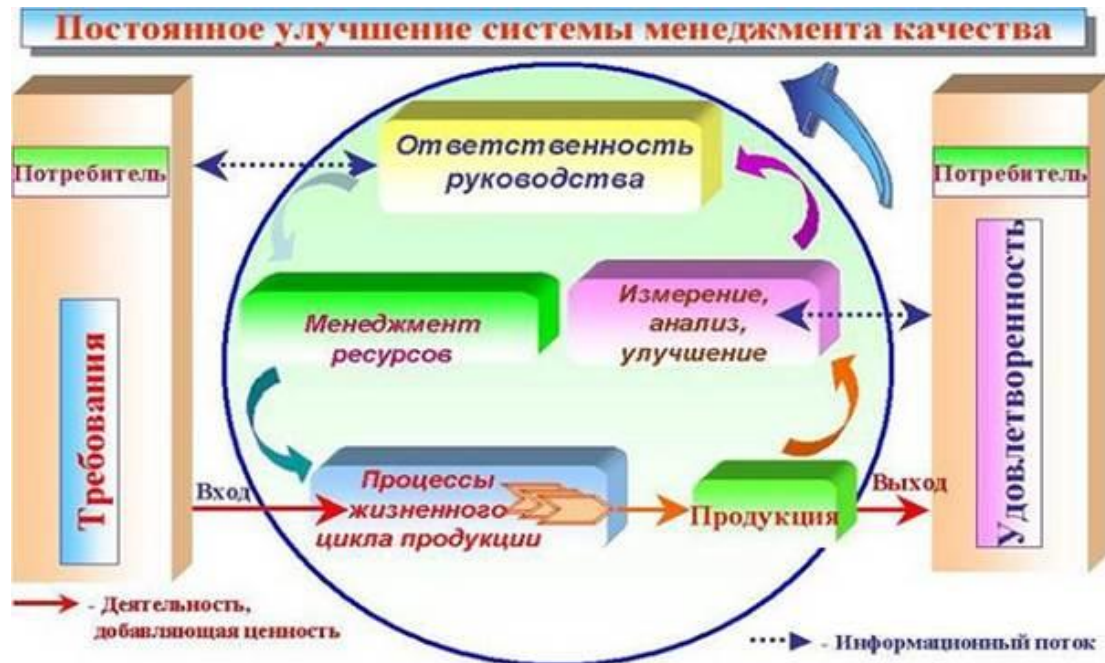 Постоянное улучшение системы менеджмента качества
Потребитель
Требования
Ответственность
руководства
Менеджмент
ресурсов
Измерение,
анализ,
улучшение
Потребитель
Удовлетворенность
Вход
Процессы
жизненного
цикла продукции
Продукция
Выход
- Деятельность,
добавляющая ценность
- Информационный поток